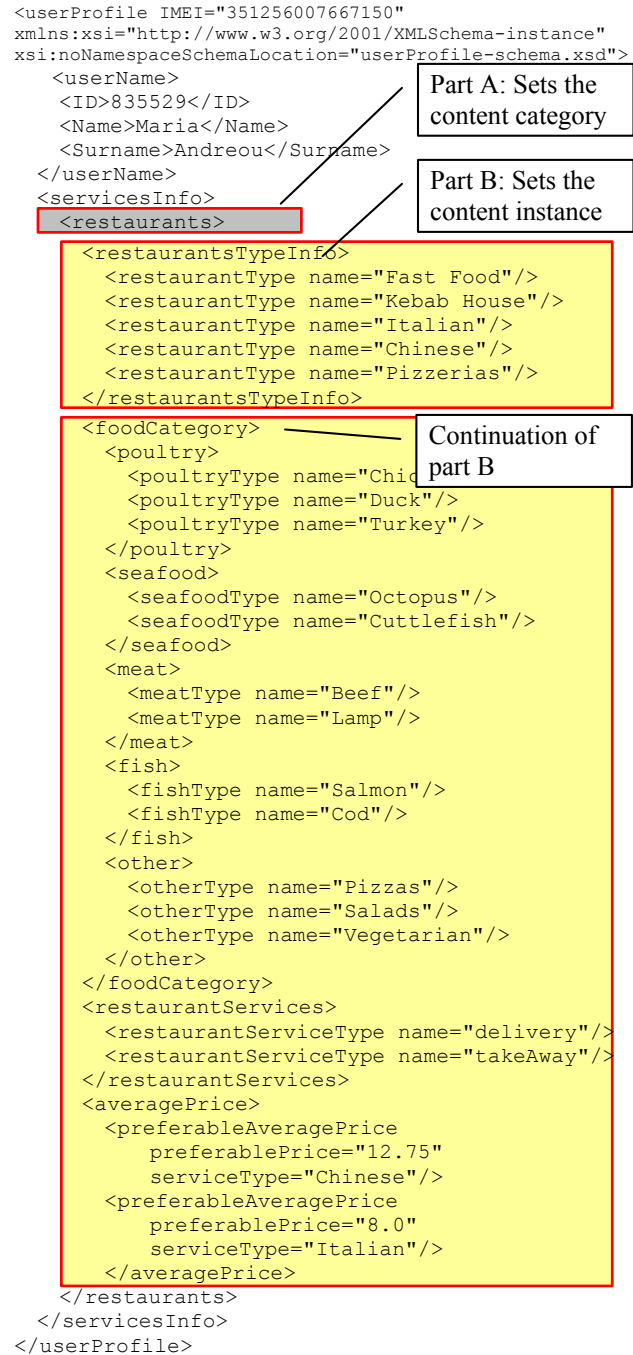 <userProfile IMEI="351256007667150"
xmlns:xsi="http://www.w3.org/2001/XMLSchema-instance"
xsi:noNamespaceSchemaLocation="userProfile-schema.xsd">
<userName>
<ID>835529</ID>
<Name>Maria</Name>
<Surname>Andreou</Surname>
</userName>
<servicesInfo>
<restaurants>
Part A: Sets the
content category
Part B: Sets the
content instance
<restaurantsTypeInfo>
<restaurantType name="Fast Food"/>
<restaurantType name="Kebab House"/>
<restaurantType name="Italian"/>
<restaurantType name="Chinese"/>
<restaurantType name="Pizzerias"/>
</restaurantsTypeInfo>
<foodCategory>
Continuation of
part B
<poultry>
<poultryType name="Chic
<poultryType name="Duck"/>
<poultryType name="Turkey"/>
</poultry>
<seafood>
<seafoodType name="Octopus"/>
<seafoodType name="Cuttlefish"/>
</seafood>
<meat>
<meatType name="Beef"/>
<meatType name="Lamp"/>
</meat>
<fish>
<fishType name="Salmon"/>
<fishType name="Cod"/>
</fish>
<other>
<otherType name="Pizzas"/>
<otherType name="Salads"/>
<otherType name="Vegetarian"/>
</other>
</foodCategory>
<restaurantServices>
<restaurantServiceType name="delivery"/>
<restaurantServiceType name="takeAway"/>
</restaurantServices>
<averagePrice>
<preferableAveragePrice
preferablePrice="12.75"
serviceType="Chinese"/>
<preferableAveragePrice
preferablePrice="8.0"
serviceType="Italian"/>
</averagePrice>
</restaurants>
</servicesInfo>
</userProfile>